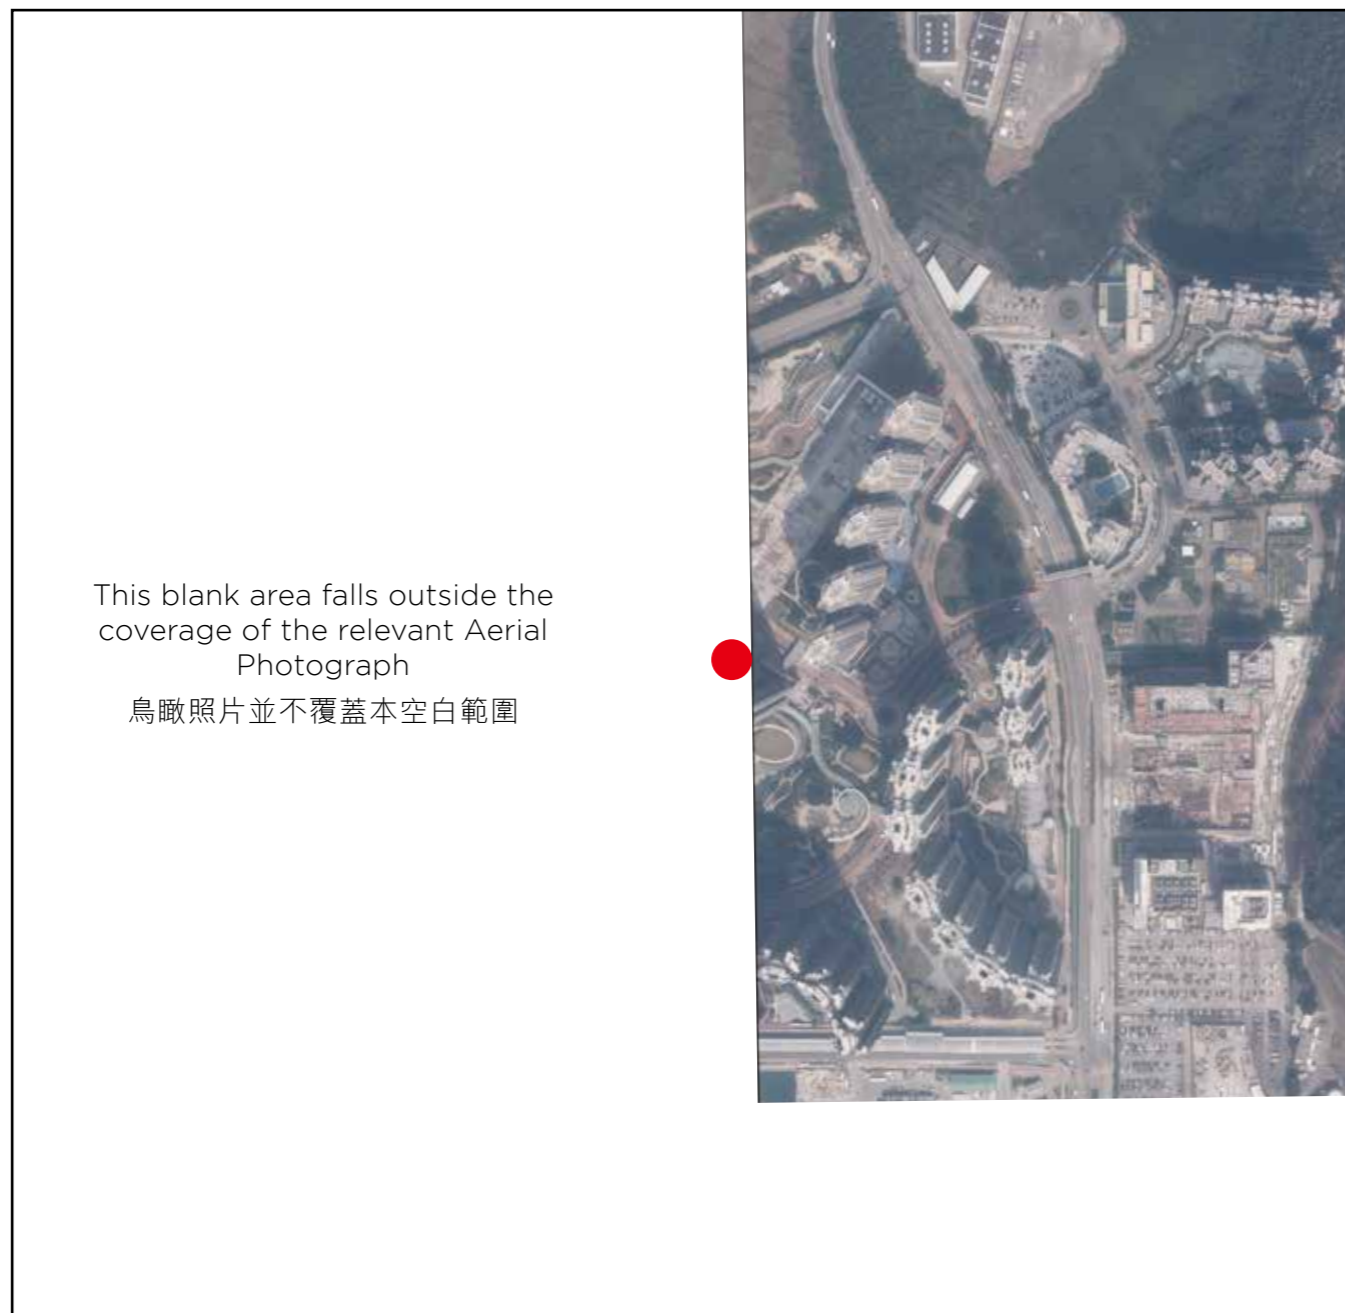 This blank area falls outside the
coverage of the relevant Aerial
Photograph
鳥瞰照片並不覆蓋本空白範圍